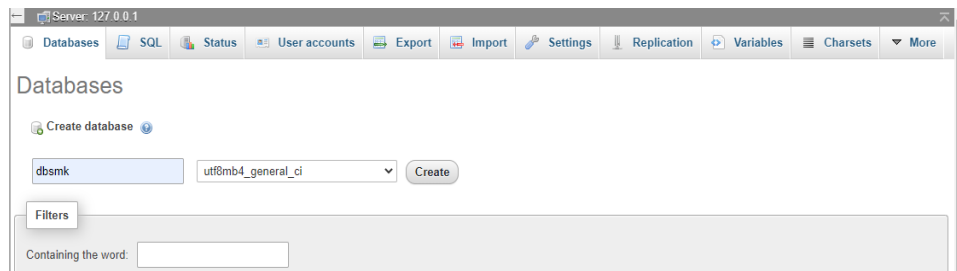 Server: 127.0.0.1
Databases SQL Status User accounts Export Import Settings Replication Variables Charsets More
Databases
Create database
dbsmk utf8mb4_general_ci Create
Filters
Containing the word: